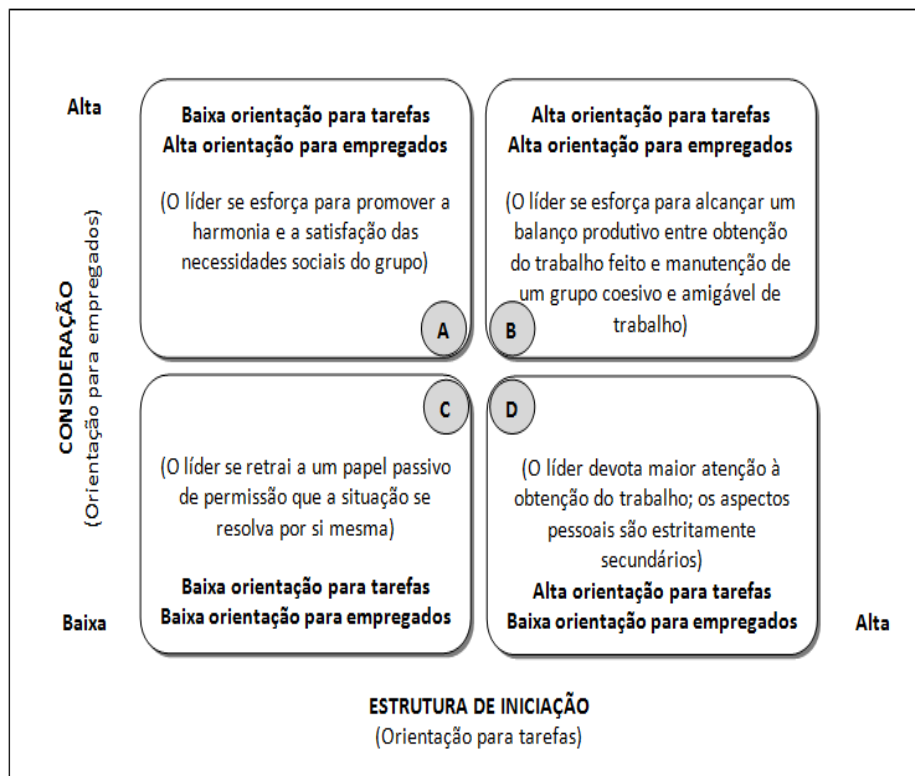 Alta
Baixa orientação para tarefas
Alta orientação para empregados
(O líder se esforça para promover a
harmonia e a satisfação das
necessidades sociais do grupo)
A
Alta orientação para tarefas
Alta orientação para empregados
(O líder se esforça para alcançar um
balanço produtivo entre obtenção
do trabalho feito e manutenção de
um grupo coesivo e amigável de
trabalho)
B
CONSIDERAÇÃO
(Orientação para empregados)
C
(O líder se retrai a um papel passivo
de permissão que a situação se
resolva por si mesma)
Baixa orientação para tarefas
Baixa orientação para empregados
D
(O líder devota maior atenção à
obtenção do trabalho; os aspectos
pessoais são estritamente
secundários)
Alta orientação para tarefas
Baixa orientação para empregados
Baixa
Alta
ESTRUTURA DE INICIAÇÃO
(Orientação para tarefas)